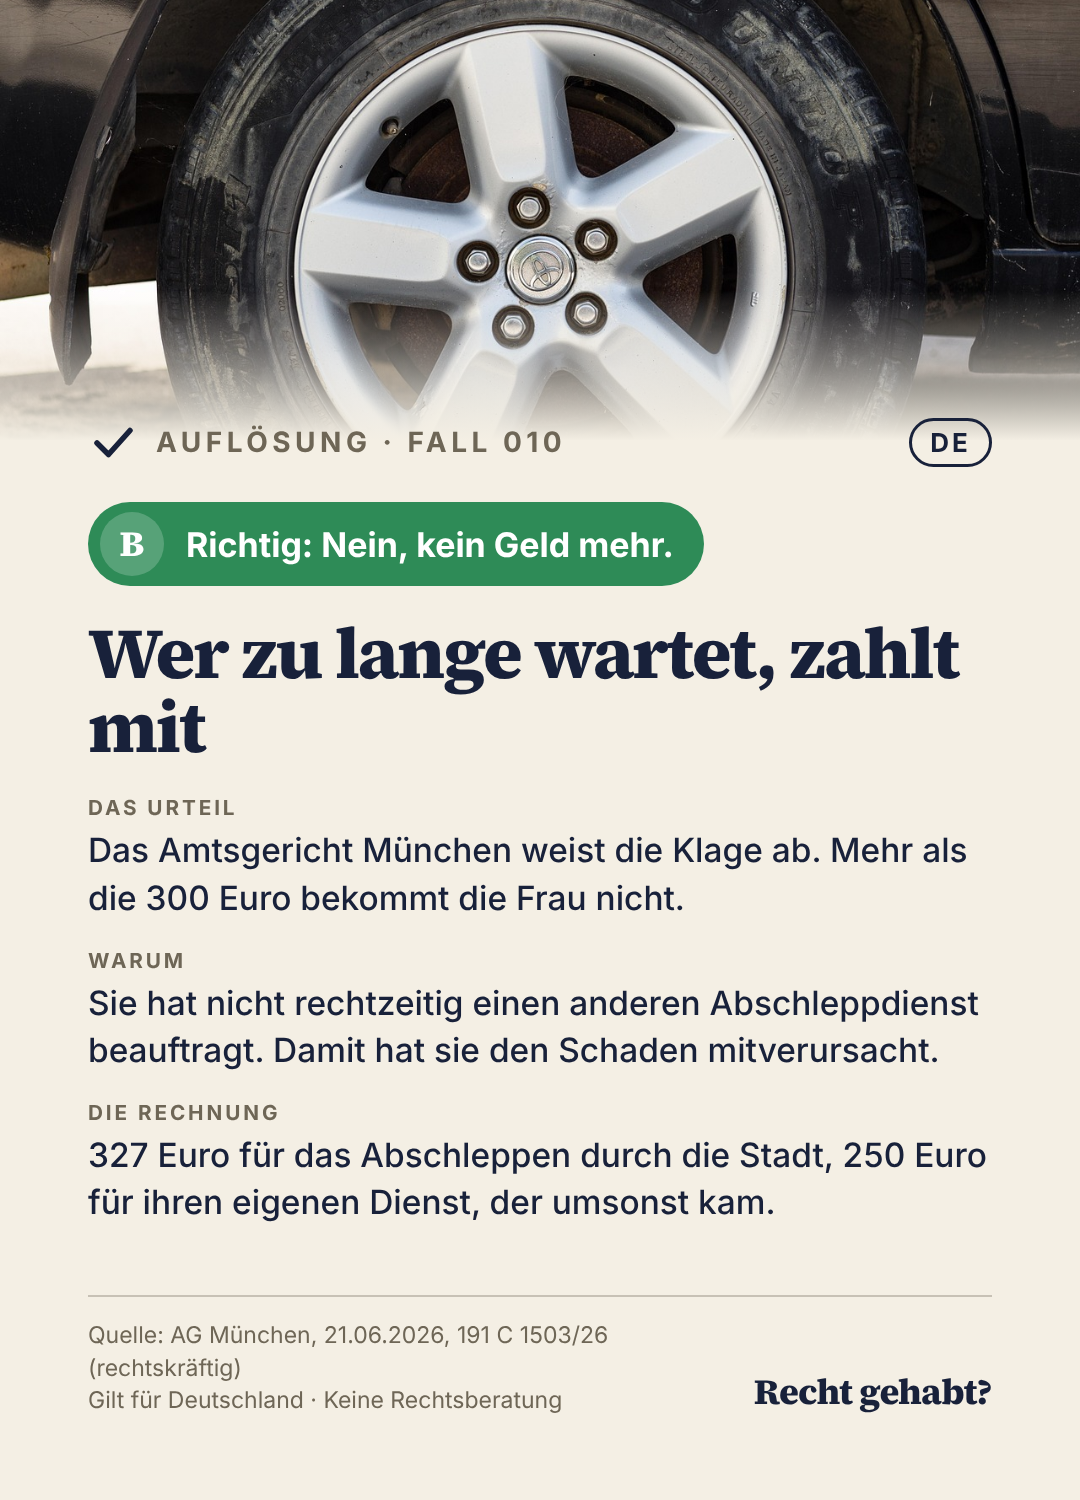 AUFLÖSUNG · FALL 010
DE
B
Richtig: Nein, kein Geld mehr.
Wer zu lange wartet, zahlt
mit
DAS URTEIL
Das Amtsgericht München weist die Klage ab. Mehr als
die 300 Euro bekommt die Frau nicht.
WARUM
Sie hat nicht rechtzeitig einen anderen Abschleppdienst
beauftragt. Damit hat sie den Schaden mitverursacht.
DIE RECHNUNG
327 Euro für das Abschleppen durch die Stadt, 250 Euro
für ihren eigenen Dienst, der umsonst kam.
Quelle: AG München, 21.06.2026, 191 C 1503/26
(rechtskräftig)
Gilt für Deutschland · Keine Rechtsberatung
Recht gehabt?